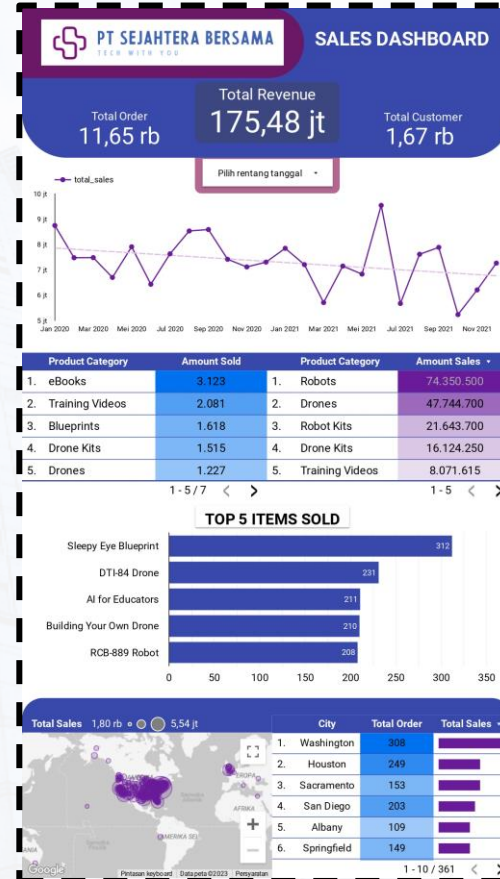 PT SEJAHTERA BERSAMA
TECH WITH YOU
SALES DASHBOARD
Total Order
11,65 rb
Total Revenue
175,48 jt
Total Customer
1,67 rb
Pilih rentang tanggal
total_sales
10 jt
9 jt
8 jt
7 jt
6 jt
5 jt
Jan 2020 Mar 2020 Mei 2020 Jul 2020 Sep 2020 Nov 2020 Jan 2021 Mar 2021 Mei 2021 Jul 2021 Sep 2021 Nov 2021
Product Category Amount Sold
1. eBooks 3.123
2. Training Videos 2.081
3. Blueprints 1.618
4. Drone Kits 1.515
5. Drones 1.227
1 - 5 / 7 < >
Product Category Amount Sales
1. Robots 74.350.500
2. Drones 47.744.700
3. Robot Kits 21.643.700
4. Drone Kits 16.124.250
5. Training Videos 8.071.615
1 - 5 < >
TOP 5 ITEMS SOLD
Sleepy Eye Blueprint 312
DTI-84 Drone 231
AI for Educators 211
Building Your Own Drone 210
RCB-889 Robot 208
0 50 100 150 200 250 300 350
Total Sales 1,80 rb 5,54 jt
AFRIKA
Google
Pintasan keyboard Data peta ©2023 Persyaratan
City Total Order Total Sales
1. Washington 308
2. Houston 249
3. Sacramento 153
4. San Diego 203
5. Albany 109
6. Springfield 149
1 - 10 / 361 < >